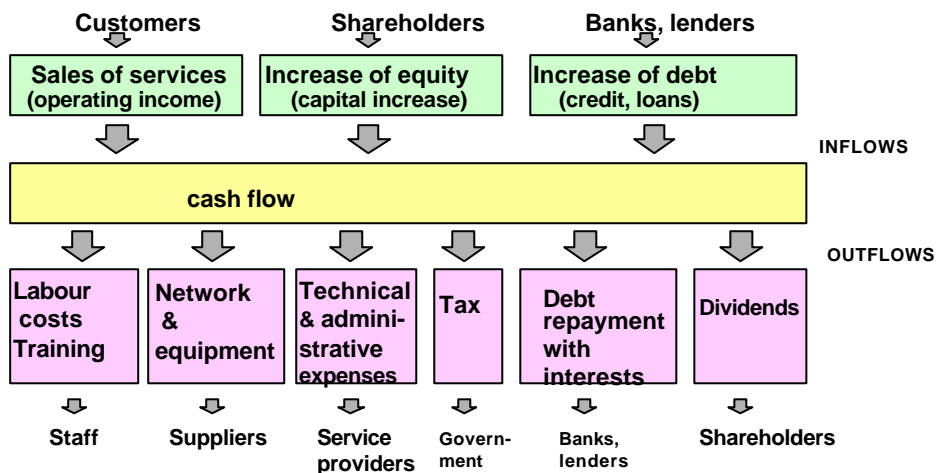 Customers
Shareholders
Banks, lenders
Sales of services
(operating income)
Increase of equity
(capital increase)
Increase of debt
(credit, loans)
INFLOWS
cash flow
OUTFLOWS
Labour
costs
Training
Network
&
equipment
Technical
& admini-
strative
expenses
Tax
Debt
repayment
with
interests
Dividends
Staff
Suppliers
Service
providers
Govern-
ment
Banks,
lenders
Shareholders